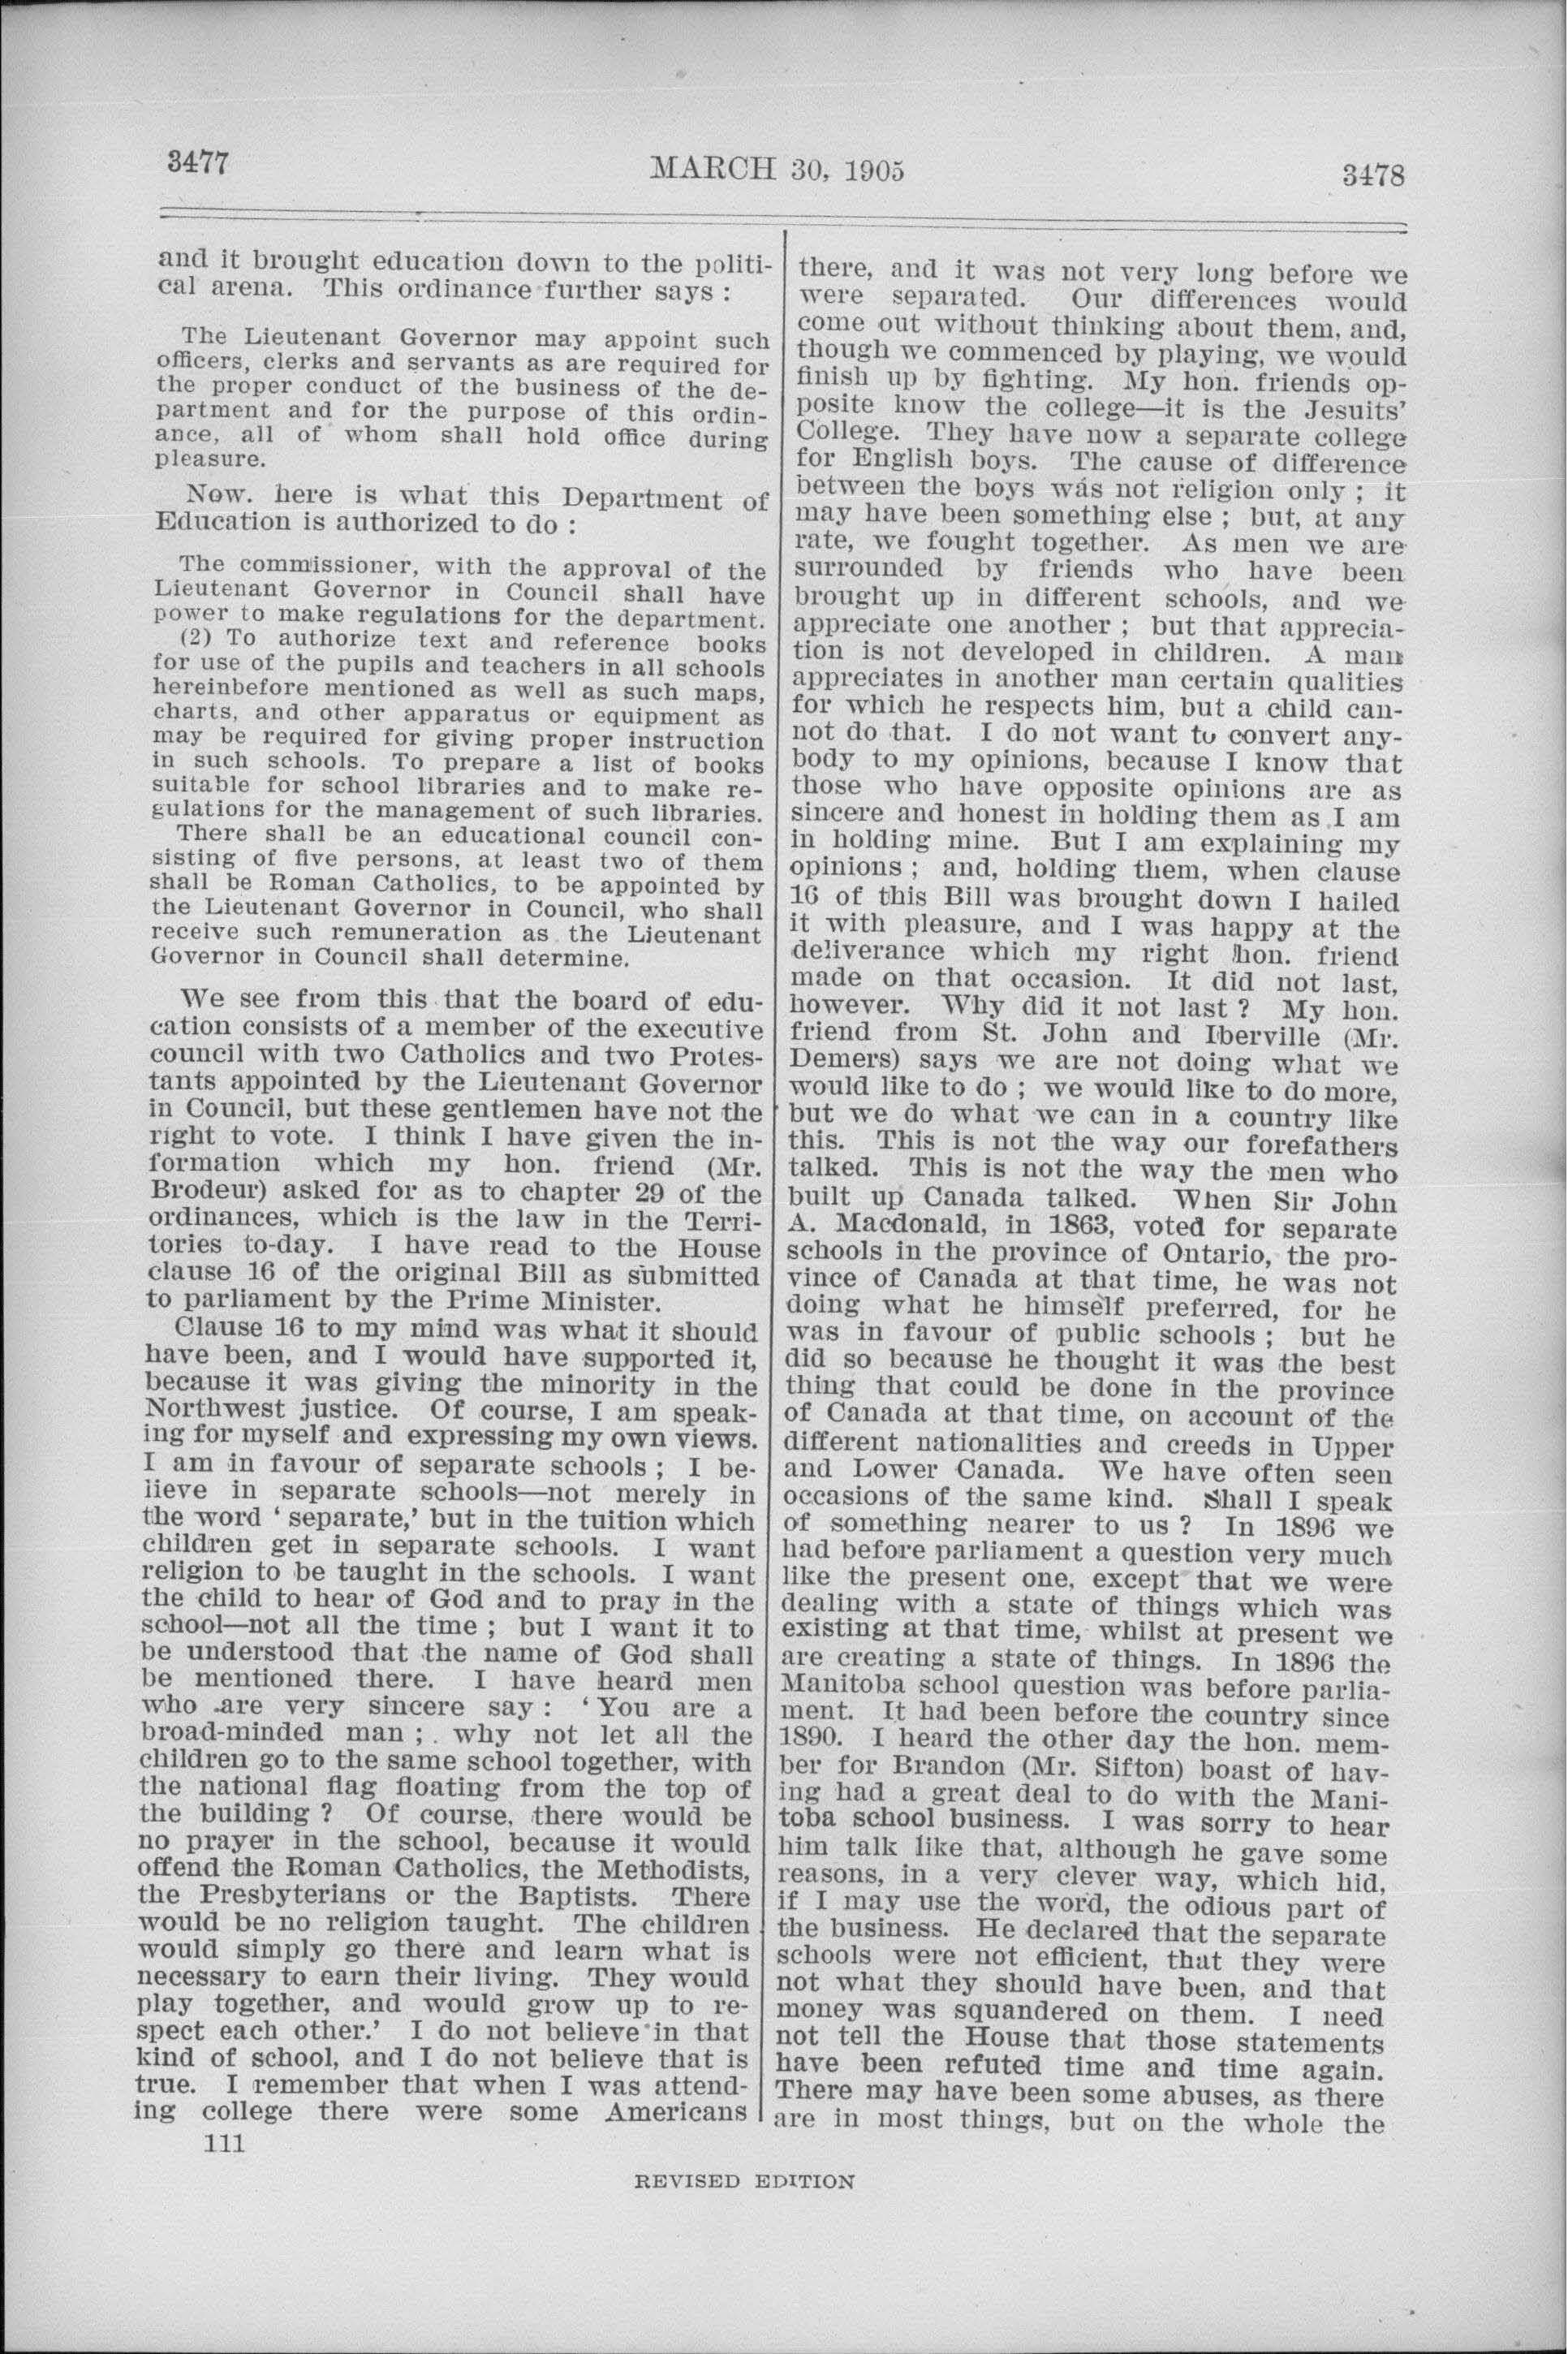 3477
MARCH 30, 1905
3478
and it brought education down to the politi-
cal arena. This ordinance further says :
The Lieutenant Governor may appoint such
officers, clerks and servants as are required for
the proper conduct of the business of the de-
partment and for the purpose of this ordin-
ance, all of whom shall hold office during
pleasure.
Now. here is what this Department of
Education is authorized to do :
The commissioner, with the approval of the
Lieutenant Governor in Council shall have
power to make regulations for the department.
(2) To authorize text and reference books
for use of the pupils and teachers in all schools
hereinbefore mentioned as well as such maps,
charts, and other apparatus or equipment as
may be required for giving proper instruction
in such schools. To prepare a list of books
suitable for school libraries and to make re-
gulations for the management of such libraries.
There shall be an educational council con-
sisting of five persons, at least two of them
shall be Roman Catholics, to be appointed by
the Lieutenant Governor in Council, who shall
receive such remuneration as the Lieutenant
Governor in Council shall determine.
We see from this that the board of edu-
cation consists of a member of the executive
council with two Catholics and two Protes-
tants appointed by the Lieutenant Governor
in Council, but these gentlemen have not the
right to vote. I think I have given the in-
formation which my hon. friend (Mr.
Brodeur) asked for as to chapter 29 of the
ordinances, which is the law in the Terri-
tories to-day. I have read to the House
clause 16 of the original Bill as submitted
to parliament by the Prime Minister.
Clause 16 to my mind was what it should
have been, and I would have supported it,
because it was giving the minority in the
Northwest justice. Of course, I am speak-
ing for myself and expressing my own views.
I am in favour of separate schools ; I be-
lieve in separate schools—not merely in
the word ‘ separate,’ but in the tuition which
children get in separate schools. I want
religion to be taught in the schools. I want
the child to hear of God and to pray in the
school—not all the time ; but I want it to
be understood that the name of God shall
be mentioned there. I have heard men
who are very sincere say : ‘ You are a
broad-minded man ; why not let all the
children go to the same school together, with
the national flag floating from the top of
the building ? Of course, there would be
no prayer in the school, because it would
offend the Roman Catholics, the Methodists,
the Presbyterians or the Baptists. There
would be no religion taught. The children
would simply go there and learn what is
necessary to earn their living. They would
play together, and would grow up to re-
spect each other.’ I do not believe in that
kind of school, and I do not believe that is
true. I remember that when I was attend-
ing college there were some Americans
there, and it was not very long before we
were separated. Our differences would
come out without thinking about them, and,
though we commenced by playing, we would
finish up by fighting. My hon. friends op-
posite know the college—it is the Jesuits’
College. They have now a separate college
for English boys. The cause of difference
between the boys was not religion only ; it
may have been something else ; but, at any
rate, we fought together. As men we are
surrounded by friends who have been
brought up in different schools, and we
appreciate one another ; but that apprecia-
tion is not developed in children. A man
appreciates in another man certain qualities
for which he respects him, but a child can-
not do that. I do not want to convert any-
body to my opinions, because I know that
those who have opposite opinions are as
sincere and honest in holding them as I am
in holding mine. But I am explaining my
opinions ; and, holding them, when clause
16 of this Bill was brought down I hailed
it with pleasure, and I was happy at the
deliverance which my right hon. friend
made on that occasion. It did not last,
however. Why did it not last ? My hon.
friend from St. John and Iberville (Mr.
Demers) says we are not doing what we
would like to do ; we would like to do more,
but we do what we can in a country like
this. This is not the way our forefathers
talked. This is not the way the men who
built up Canada talked. When Sir John
A. Macdonald, in 1863, voted for separate
schools in the province of Ontario, the pro-
vince of Canada at that time, he was not
doing what he himself preferred, for he
was in favour of public schools ; but he
did so because he thought it was the best
thing that could be done in the province
of Canada at that time, on account of the
different nationalities and creeds in Upper
and Lower Canada. We have often seen
occasions of the same kind. Shall I speak
of something nearer to us ? In 1896 we
had before parliament a question very much
like the present one, except that we were
dealing with a state of things which was
existing at that time, whilst at present we
are creating a state of things. In 1896 the
Manitoba school question was before parlia-
ment. It had been before the country since
1890. I heard the other day the hon. mem-
ber for Brandon (Mr. Sifton) boast of hav-
ing had a great deal to do with the Mani-
toba school business. I was sorry to hear
him talk like that, although he gave some
reasons, in a very clever way, which hid,
if I may use the word, the odious part of
the business. He declared that the separate
schools were not efficient, that they were
not what they should have been, and that
money was squandered on them. I need
not tell the House that those statements
have been refuted time and time again.
There may have been some abuses, as there
are in most things, but on the whole the
111
REVISED EDITION